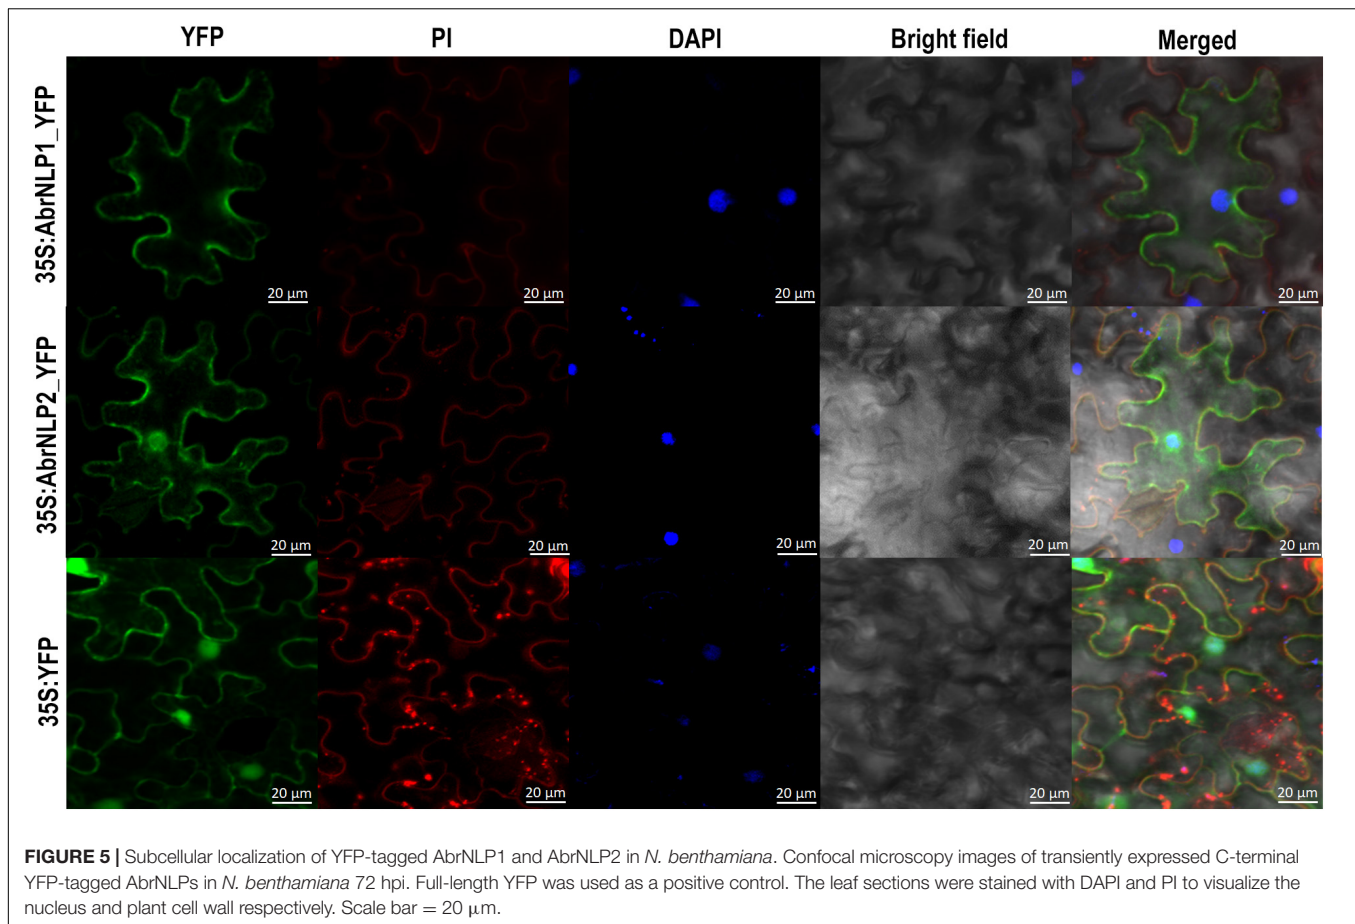 YFP PI DAPI Bright field Merged
35S:AbrNLP1_YFP
20 µm 20 µm 20 µm 20 µm 20 µm
35S:AbrNLP2_YFP
20 µm 20 µm 20 µm 20 µm 20 µm
35S:YFP
20 µm 20 µm 20 µm 20 µm 20 µm
FIGURE 5 | Subcellular localization of YFP-tagged AbrNLP1 and AbrNLP2 in N. benthamiana. Confocal microscopy images of transiently expressed C-terminal
YFP-tagged AbrNLPs in N. benthamiana 72 hpi. Full-length YFP was used as a positive control. The leaf sections were stained with DAPI and PI to visualize the
nucleus and plant cell wall respectively. Scale bar = 20 µm.